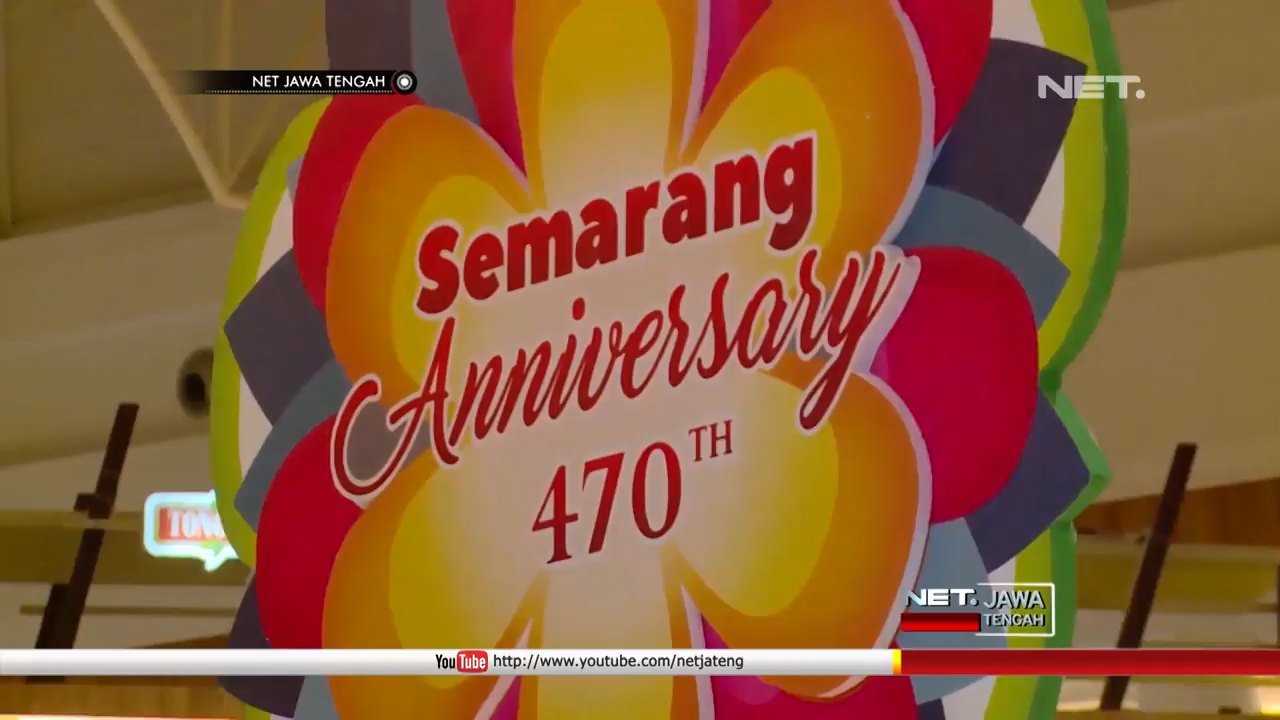 NET JAWA TENGAH
NET.
Semarang
Anniversary
470TH
NET. JAWA
TENGAH
YouTube http://www.youtube.com/netjateng